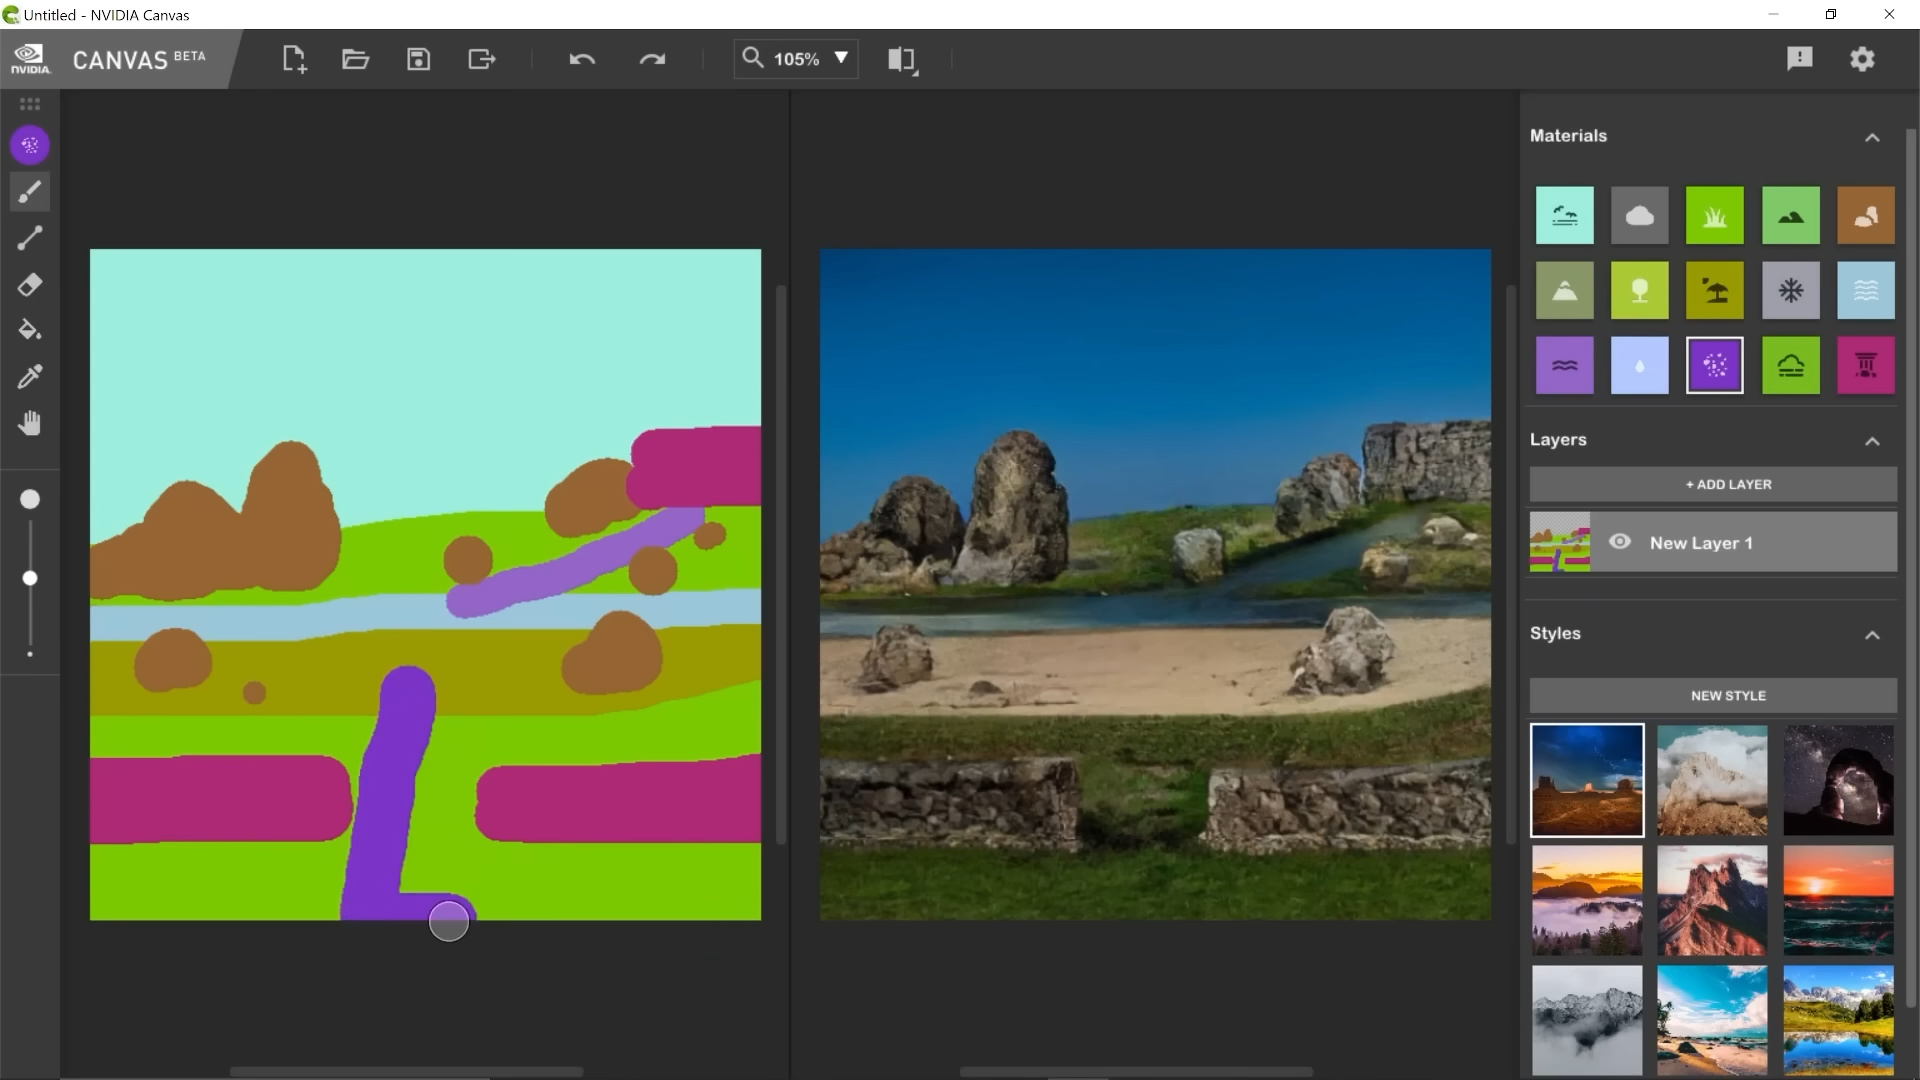 Untitled - NVIDIA Canvas
NVIDIA.
CANVAS BETA
105%
Materials
Layers
+ ADD LAYER
New Layer 1
Styles
NEW STYLE